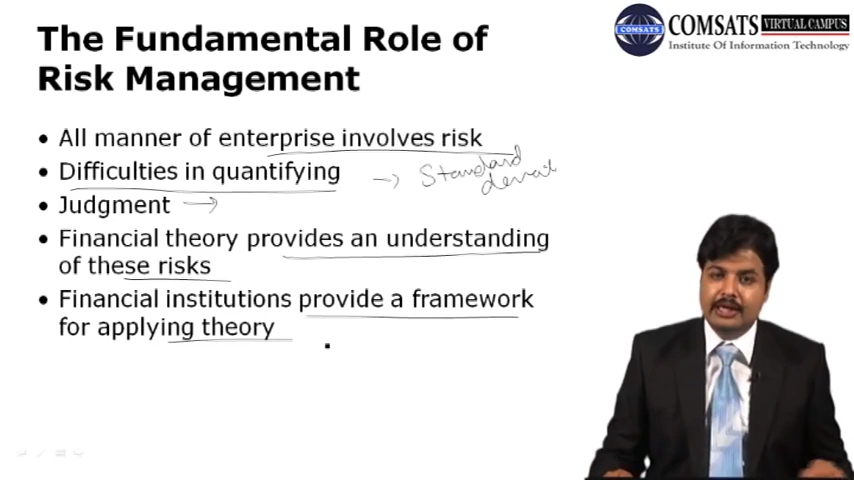 COMSATS VIRTUAL CAMPUS
Institute Of Information Technology
COMSATS
The Fundamental Role of
Risk Management
• All manner of enterprise involves risk
• Difficulties in quantifying → Standard
• Judgment →
• Financial theory provides an understanding
of these risks
• Financial institutions provide a framework
for applying theory